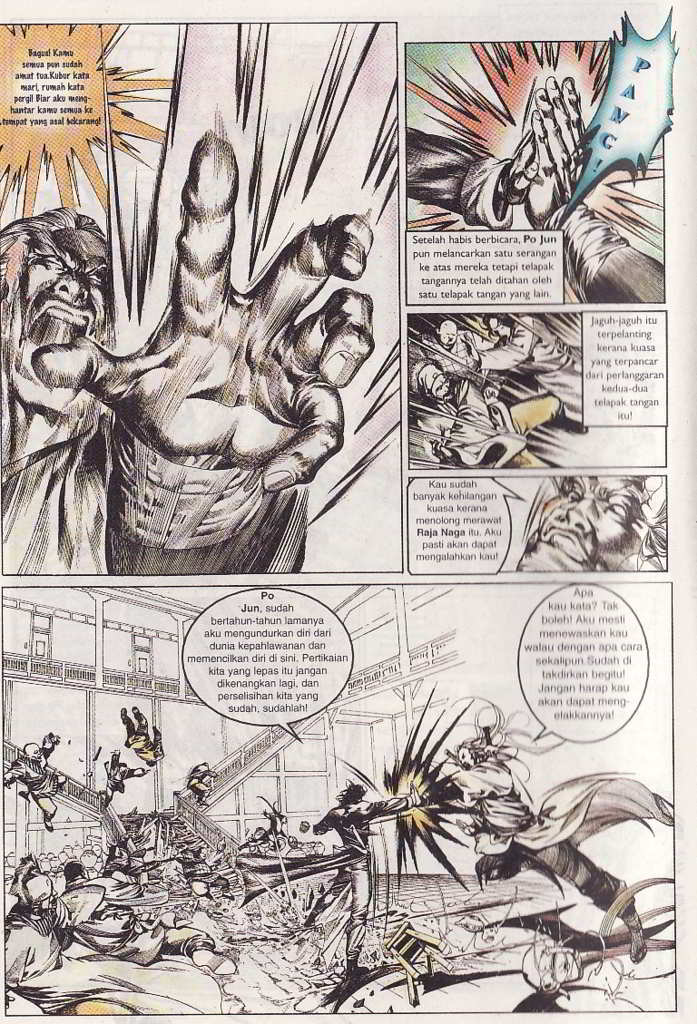 Bagus! Kamu
semua pun sudah
amat tua. Kubur kata
mari, rumah kata
pergi! Biar aku meng-
hantar kamu semua ke
tempat yang asal sekarang!
PANG!
Setelah habis berbicara, Po Jun
pun melancarkan satu serangan
ke atas mereka tetapi telapak
tangannya telah ditahan oleh
satu telapak tangan yang lain.
Jaguh-jaguh itu
terpelanting
kerana kuasa
yang terpancar
dari perlanggaran
kedua-dua
telapak tangan
itu!
Kau sudah
banyak kehilangan
kuasa kerana
menolong merawat
Raja Naga itu. Aku
pasti akan dapat
mengalahkan kau!
Po
Jun, sudah
bertahun-tahun lamanya
aku mengundurkan diri dari
dunia kepahlawanan dan
memencilkan diri di sini. Pertikaian
kita yang lepas itu jangan
dikenangkan lagi, dan
perselisihan kita yang
sudah, sudahlah!
Apa
kau kata? Tak
boleh! Aku mesti
menewaskan kau
walau dengan apa cara
sekalipun. Sudah di
takdirkan begitu!
Jangan harap kau
akan dapat meng-
elakkannya!